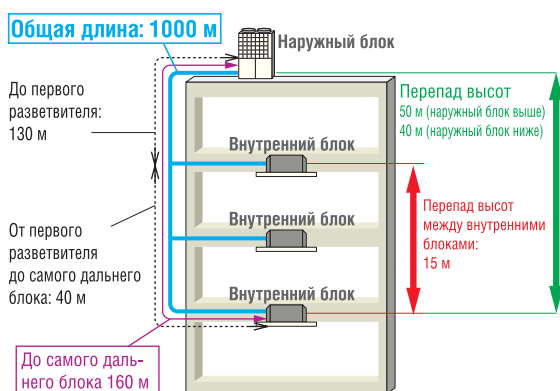 Общая длина: 1000 м
Наружный блок
До первого
разветвителя:
130 м
Перепад высот
50 м (наружный блок выше)
40 м (наружный блок ниже)
Внутренний блок
Перепад высот
между внутренними
блоками:
15 м
От первого
разветвителя
до самого дальнего
блока: 40 м
Внутренний блок
Внутренний блок
До самого даль-
него блока 160 м